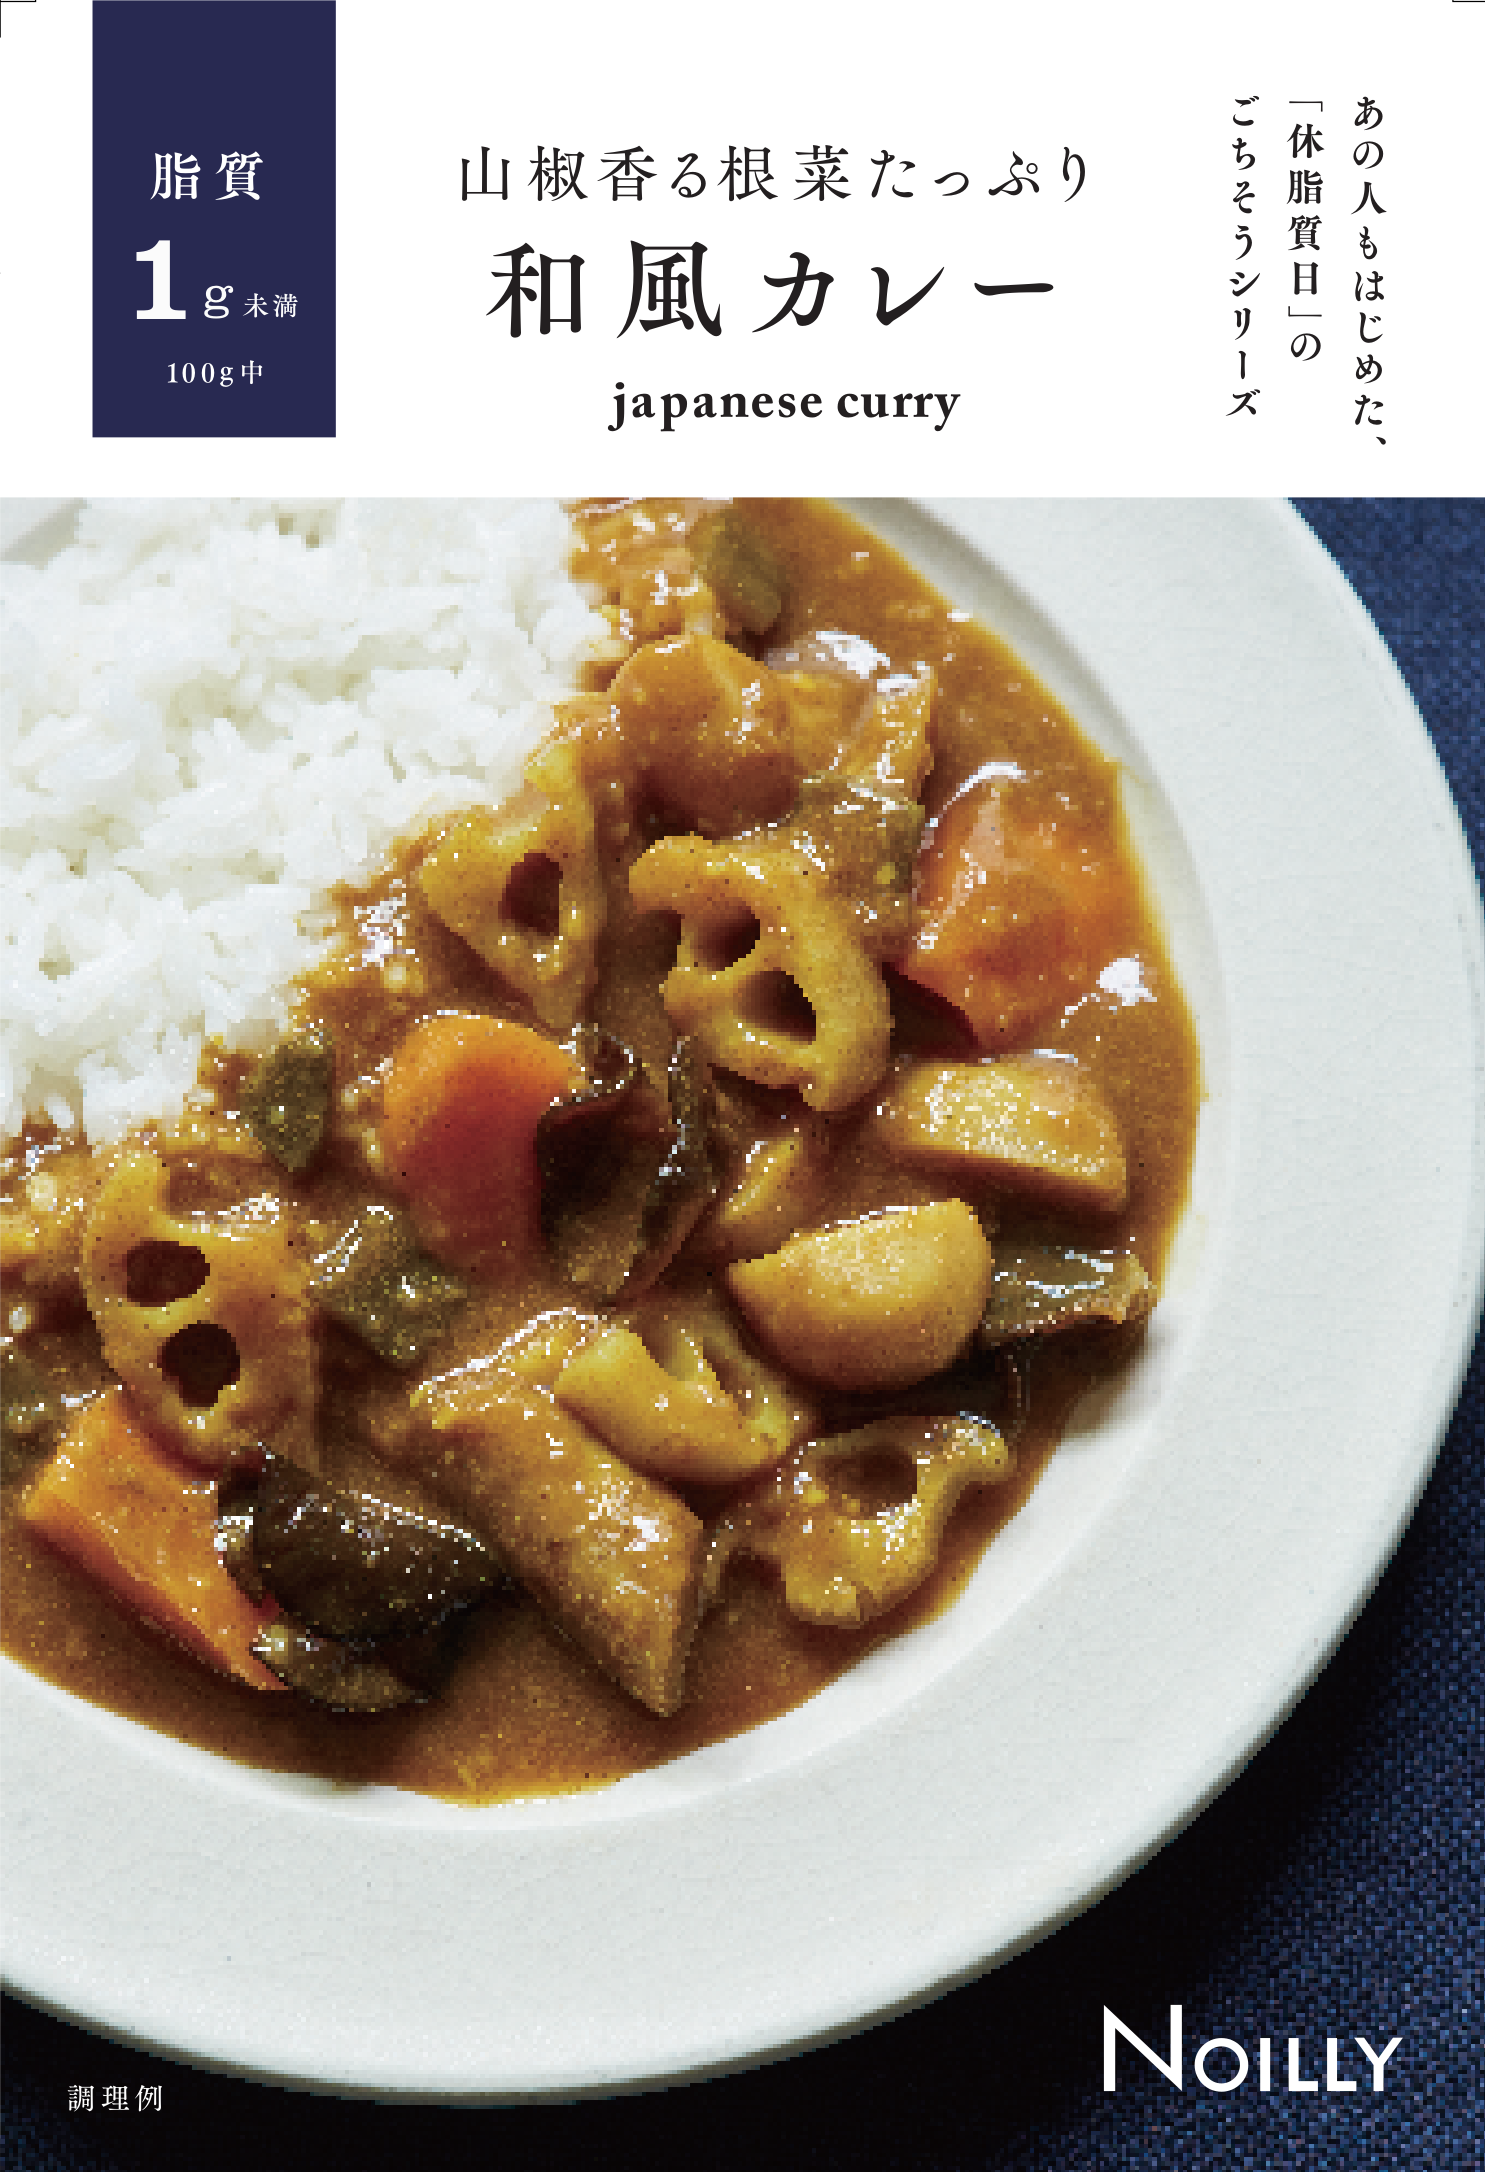 脂質
1g未満
100g中
山椒香る根菜たっぷり
和風カレー
japanese curry
あの人もはじめた、
「休脂質日」の
ごちそうシリーズ
調理例
NOILLY